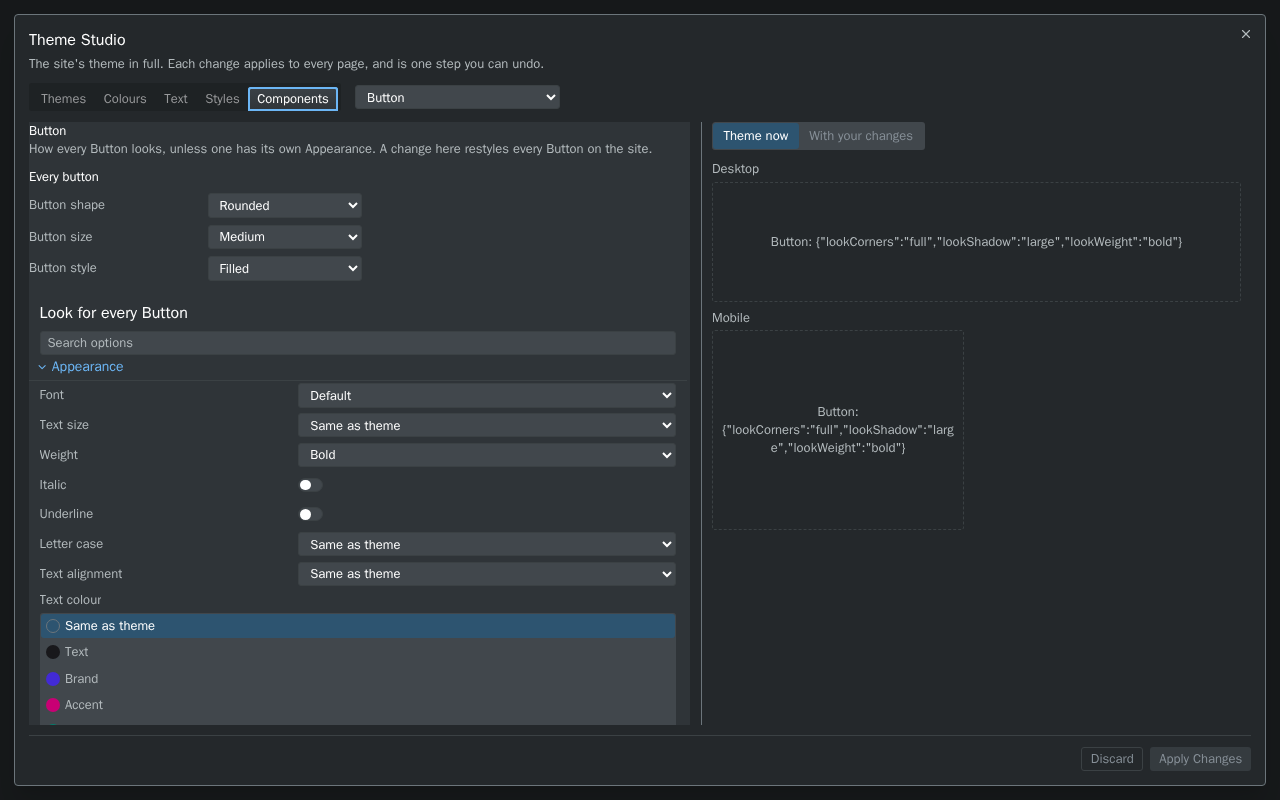 Theme Studio
×
The site's theme in full. Each change applies to every page, and is one step you can undo.
Themes Colours Text Styles Components Button
Button
How every Button looks, unless one has its own Appearance. A change here restyles every Button on the site.
Every button
Button shape Rounded
Button size Medium
Button style Filled
Look for every Button
Search options
Appearance
Font Default
Text size Same as theme
Weight Bold
Italic
Underline
Letter case Same as theme
Text alignment Same as theme
Text colour
Same as theme
Text
Brand
Accent
Theme now With your changes
Desktop
Button: {"lookCorners":"full","lookShadow":"large","lookWeight":"bold"}
Mobile
Button:
{"lookCorners":"full","lookShadow":"larg
e","lookWeight":"bold"}
Discard Apply Changes